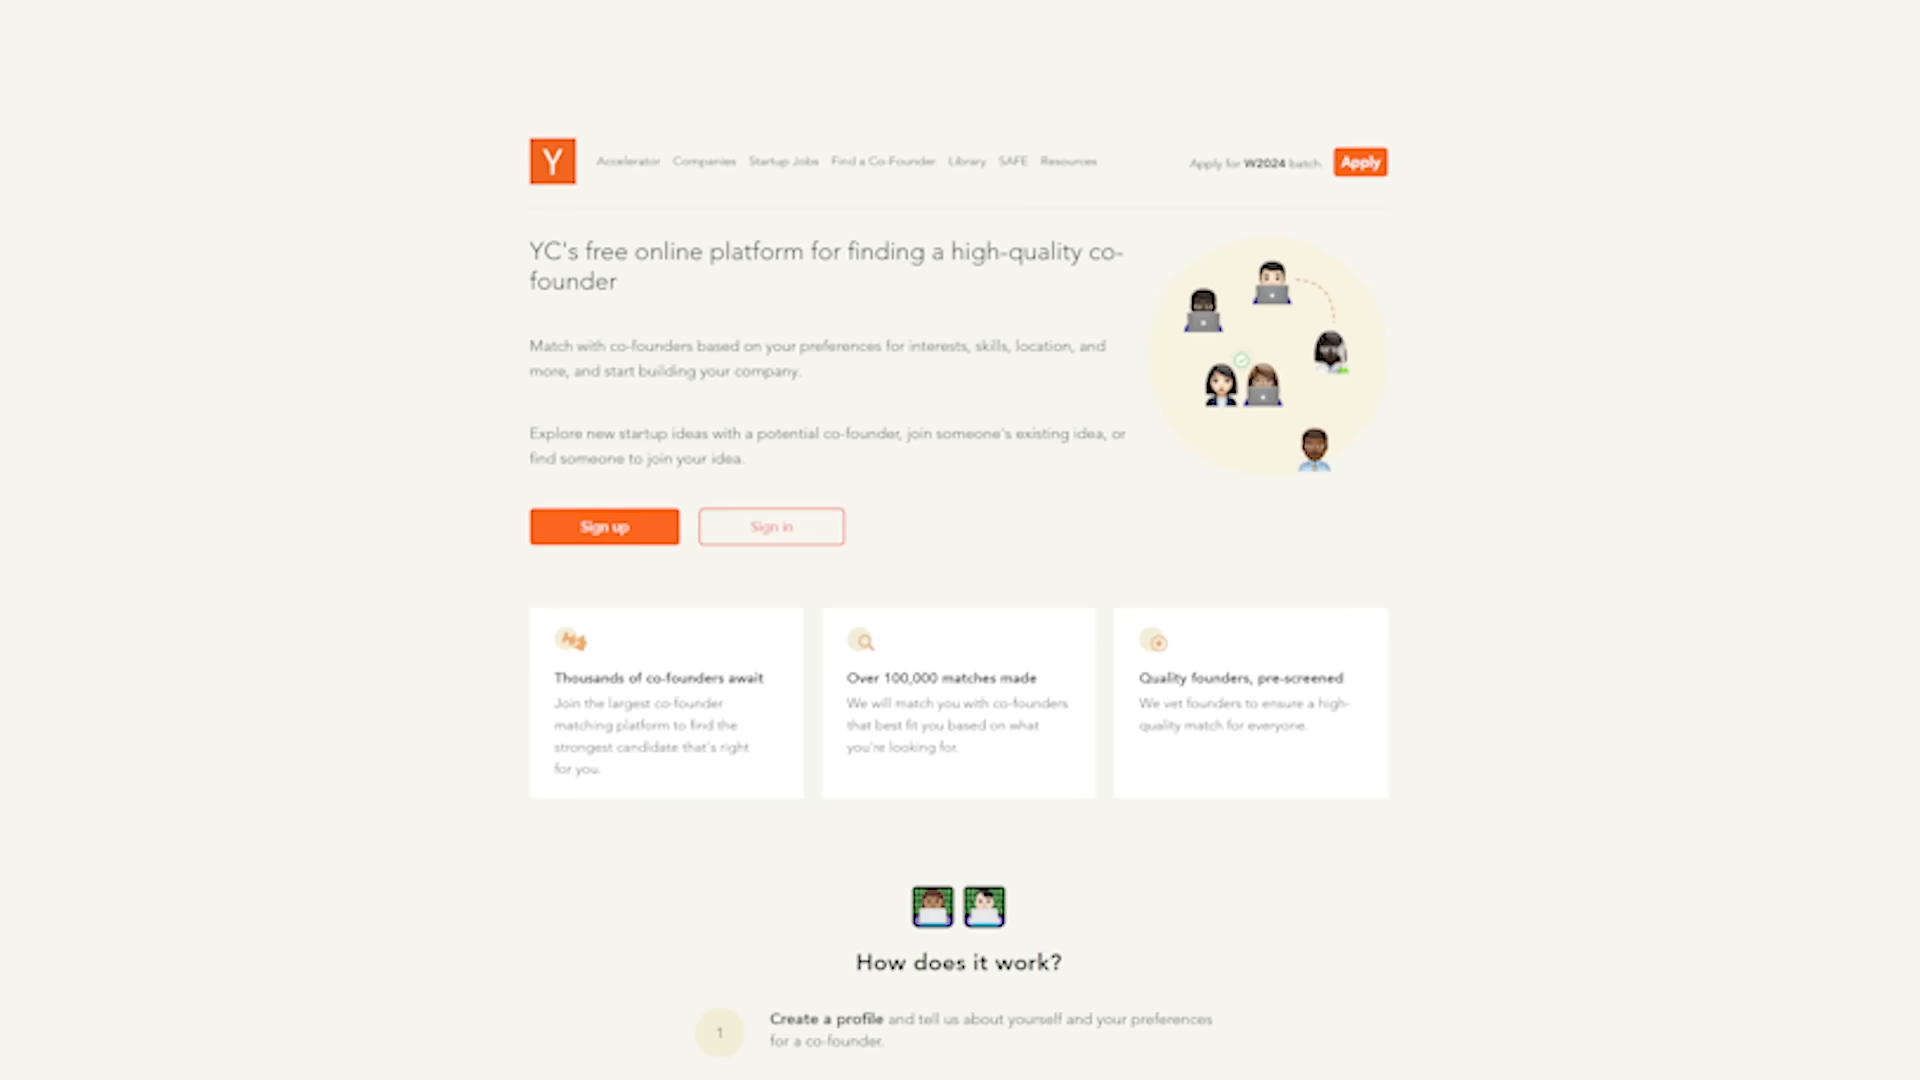 Y
Accelerator Companies Startup Jobs Find a Co-Founder Library SAFE Resources
Apply for W2024 batch Apply
YC's free online platform for finding a high-quality co-
founder
Match with co-founders based on your preferences for interests, skills, location, and
more, and start building your company.
Explore new startup ideas with a potential co-founder, join someone's existing idea, or
find someone to join your idea.
Sign up Sign in
Thousands of co-founders await
Join the largest co-founder
matching platform to find the
strongest candidate that's right
for you.
Over 100,000 matches made
We will match you with co-founders
that best fit you based on what
you're looking for.
Quality founders, pre-screened
We vet founders to ensure a high-
quality match for everyone.
How does it work?
1
Create a profile and tell us about yourself and your preferences
for a co-founder.